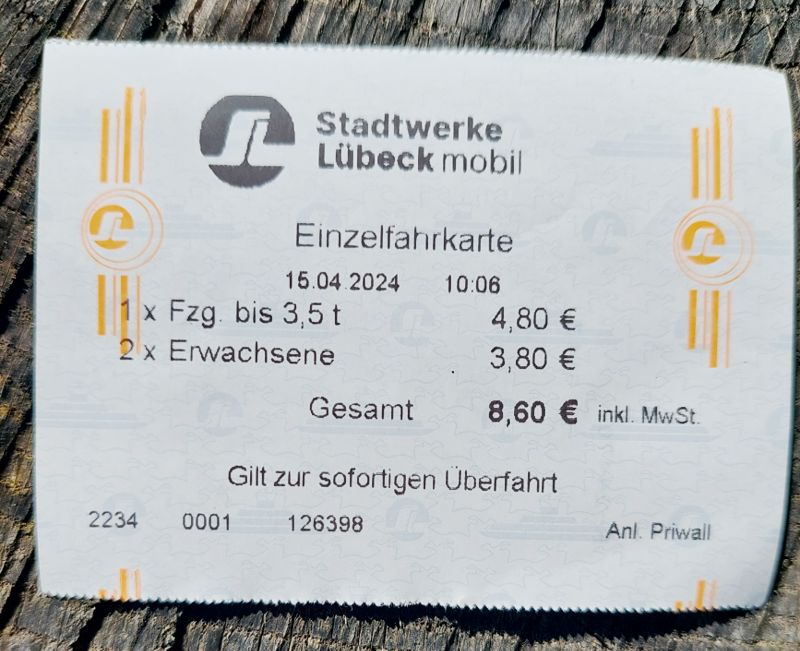 Stadtwerke
Lübeck mobil
Einzelfahrkarte
15.04.2024 10:06
1 x Fzg. bis 3,5 t 4,80 €
2 x Erwachsene 3,80 €
Gesamt 8,60 € inkl. MwSt.
Gilt zur sofortigen Überfahrt
2234 0001 126398 Anl. Priwall